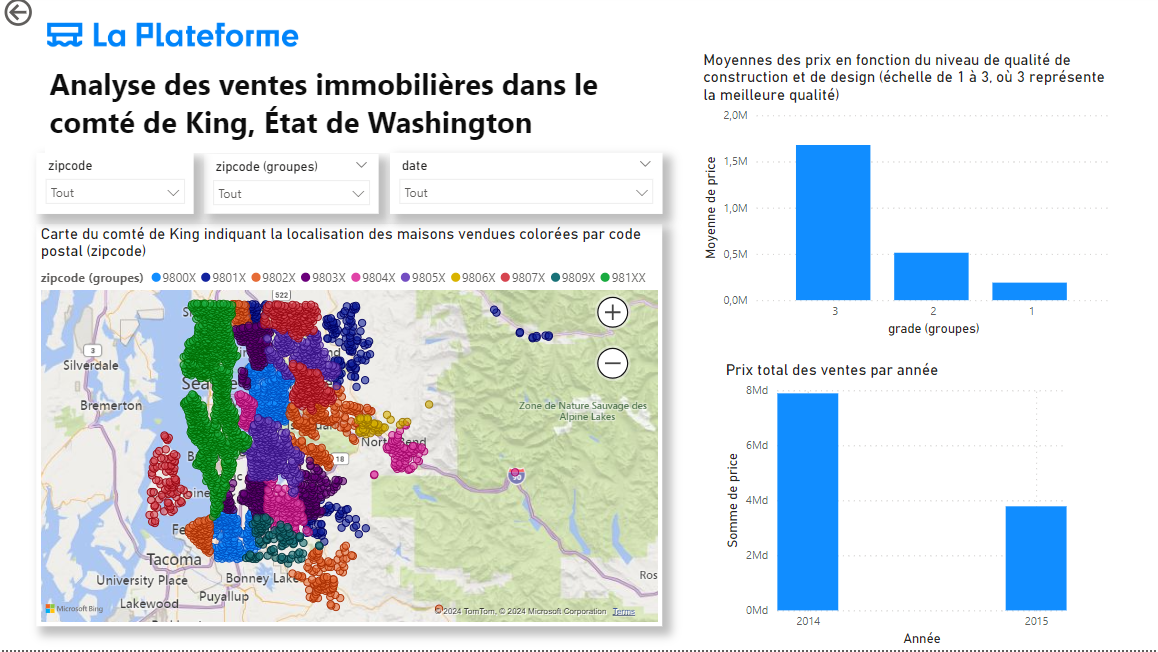 La Plateforme
Analyse des ventes immobilières dans le
comté de King, État de Washington
zipcode
Tout
zipcode (groupes)
Tout
date
Tout
Carte du comté de King indiquant la localisation des maisons vendues colorées par code
postal (zipcode)
zipcode (groupes) 9800X 9801X 9802X 9803X 9804X 9805X 9806X 9807X 9809X 981XX
522
3
Silverdale
Bremerton
Sea
North Bend
18
90
Zone de Nature Sauvage des
Alpine Lakes
Fe
Tacoma
University Place
Bonney Lake
Puyallup
Lakewood
Ros
Microsoft Bing
© 2024 TomTom, © 2024 Microsoft Corporation Terms
Moyennes des prix en fonction du niveau de qualité de
construction et de design (échelle de 1 à 3, où 3 représente
la meilleure qualité)
Moyenne de price
2,0M
1,5M
1,0M
0,5M
0,0M
3 2 1
grade (groupes)
Prix total des ventes par année
Somme de price
8Md
6Md
4Md
2Md
0Md
2014 2015
Année